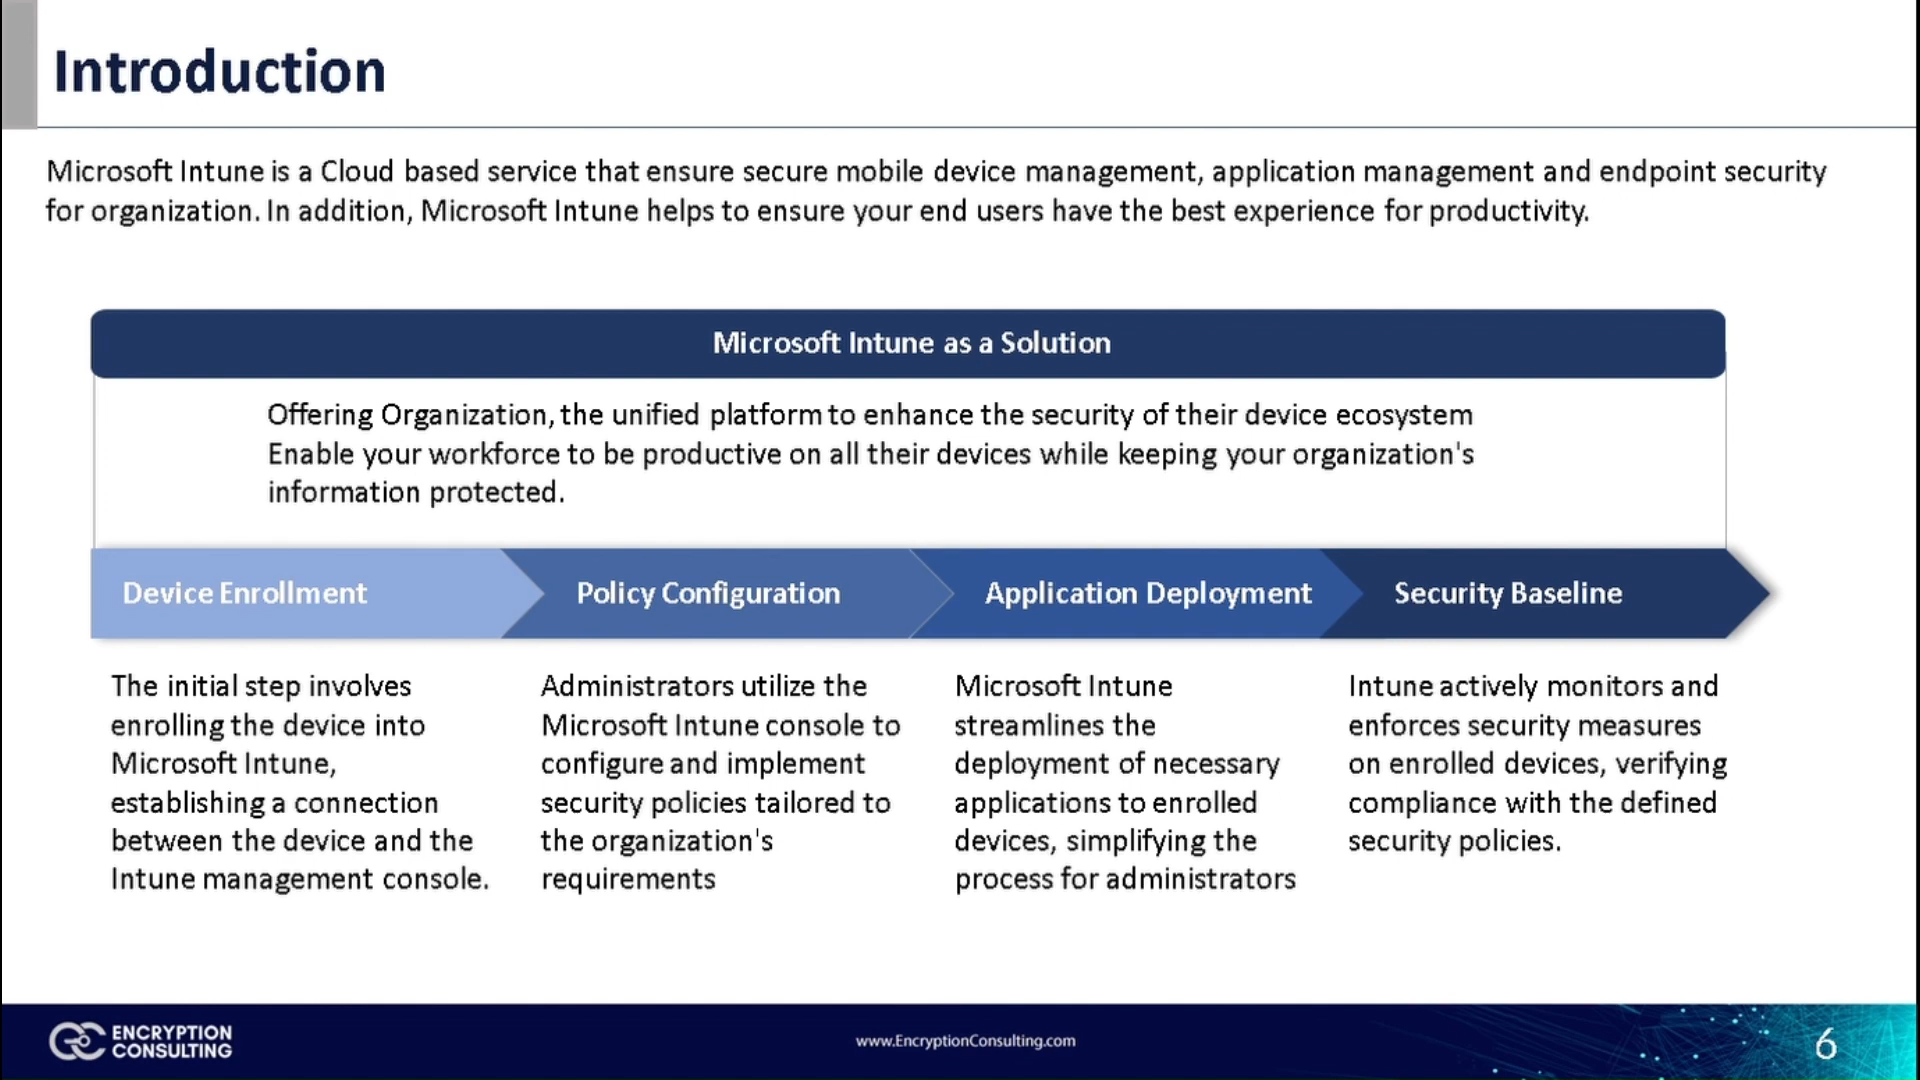 Introduction
Microsoft Intune is a Cloud based service that ensure secure mobile device management, application management and endpoint security
for organization. In addition, Microsoft Intune helps to ensure your end users have the best experience for productivity.
Microsoft Intune as a Solution
Offering Organization, the unified platform to enhance the security of their device ecosystem
Enable your workforce to be productive on all their devices while keeping your organization's
information protected.
Device Enrollment
The initial step involves
enrolling the device into
Microsoft Intune,
establishing a connection
between the device and the
Intune management console.
Policy Configuration
Administrators utilize the
Microsoft Intune console to
configure and implement
security policies tailored to
the organization's
requirements
Application Deployment
Microsoft Intune
streamlines the
deployment of necessary
applications to enrolled
devices, simplifying the
process for administrators
Security Baseline
Intune actively monitors and
enforces security measures
on enrolled devices, verifying
compliance with the defined
security policies.
ENCRYPTION
CONSULTING
www.EncryptionConsulting.com
6